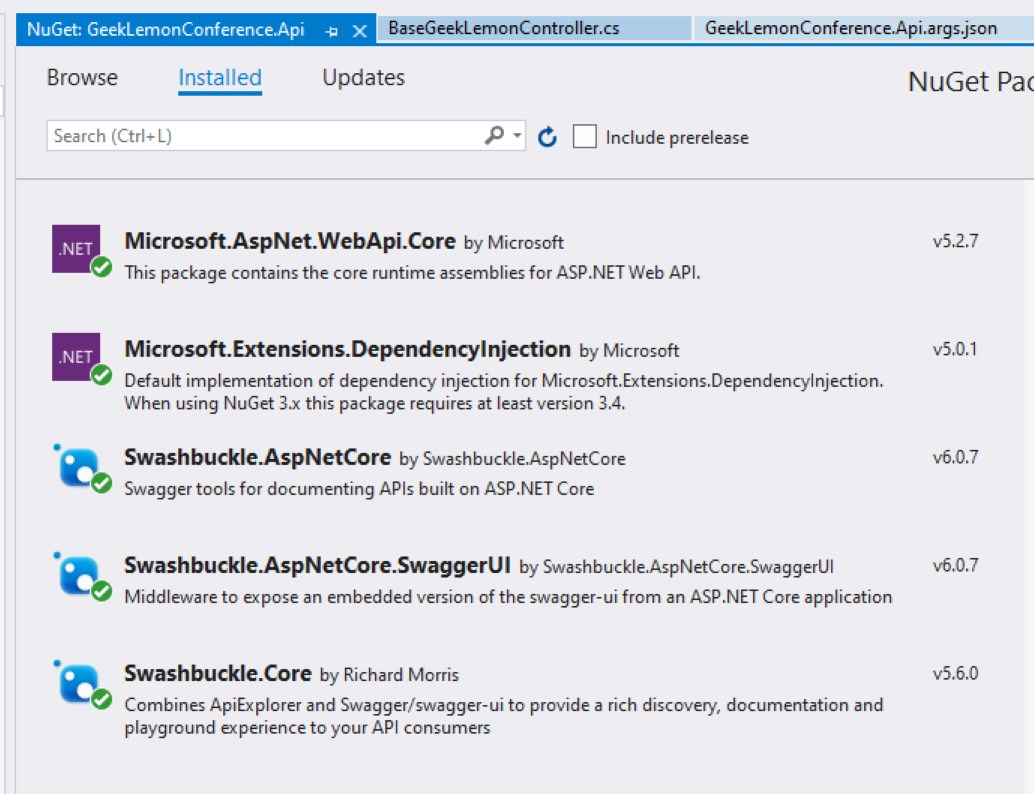 NuGet: GeekLemonConference.Api
BaseGeekLemonController.cs
GeekLemonConference.Api.args.json
Browse
Installed
Updates
NuGet Pac
Search (Ctrl+L)
Include prerelease
.NET
Microsoft.AspNet.WebApi.Core by Microsoft
v5.2.7
This package contains the core runtime assemblies for ASP.NET Web API.
.NET
Microsoft.Extensions.DependencyInjection by Microsoft
v5.0.1
Default implementation of dependency injection for Microsoft.Extensions.DependencyInjection.
When using NuGet 3.x this package requires at least version 3.4.
Swashbuckle.AspNetCore by Swashbuckle.AspNetCore
v6.0.7
Swagger tools for documenting APIs built on ASP.NET Core
Swashbuckle.AspNetCore.SwaggerUI by Swashbuckle.AspNetCore.SwaggerUI
v6.0.7
Middleware to expose an embedded version of the swagger-ui from an ASP.NET Core application
Swashbuckle.Core by Richard Morris
v5.6.0
Combines ApiExplorer and Swagger/swagger-ui to provide a rich discovery, documentation and
playground experience to your API consumers